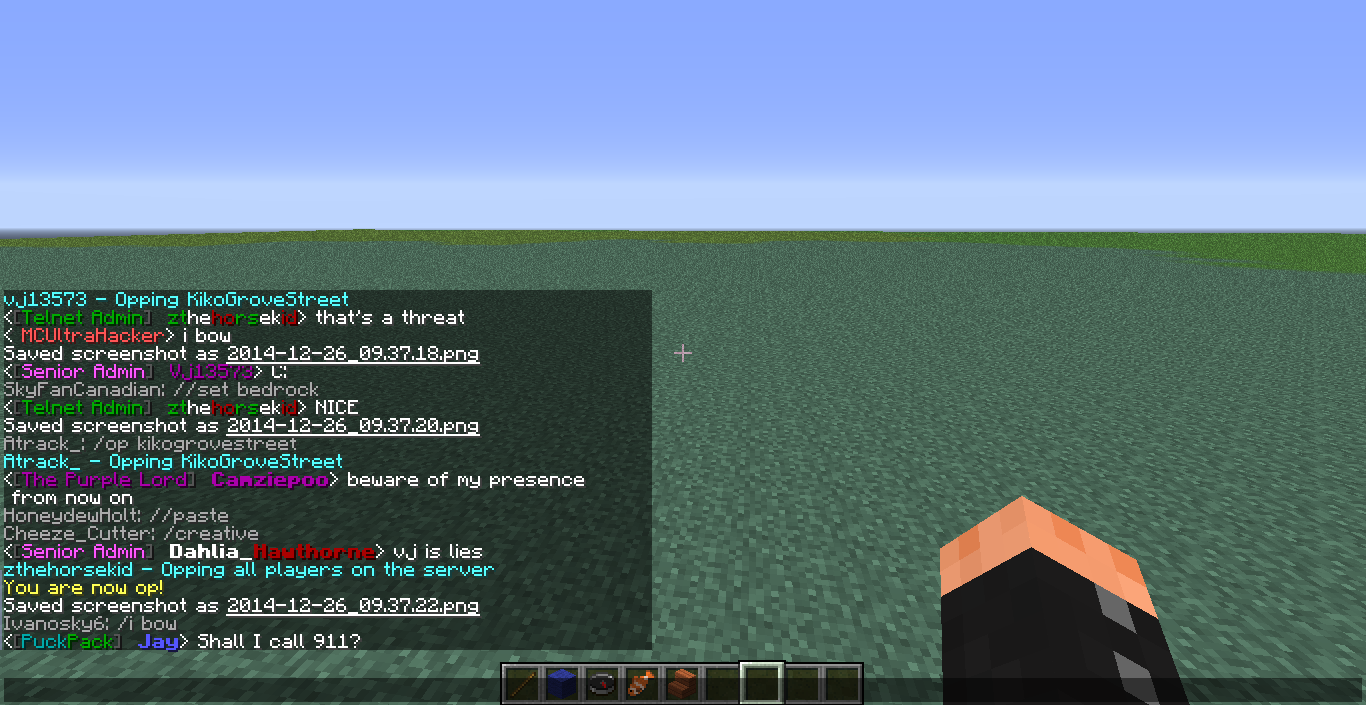 vj13573 - Opping KikoGroveStreet
<[Telnet Admin] zthehorsekid> that's a threat
< MCUltraHacker> i bow
Saved screenshot as 2014-12-26_09.37.18.png
<[Senior Admin] Vj13573> C:
SkyFanCanadian: //set bedrock
<[Telnet Admin] zthehorsekid> NICE
Saved screenshot as 2014-12-26_09.37.20.png
Atrack_: /op kikogrovestreet
Atrack_ - Opping KikoGroveStreet
<[The Purple Lord] Camziepoo> beware of my presence
from now on
HoneydewHolt: //paste
Cheeze_Cutter: /creative
<[Senior Admin] Dahlia_Hawthorne> vj is lies
zthehorsekid - Opping all players on the server
You are now op!
Saved screenshot as 2014-12-26_09.37.22.png
Ivanosky6: /i bow
<[PuckPack] Jay> Shall I call 911?